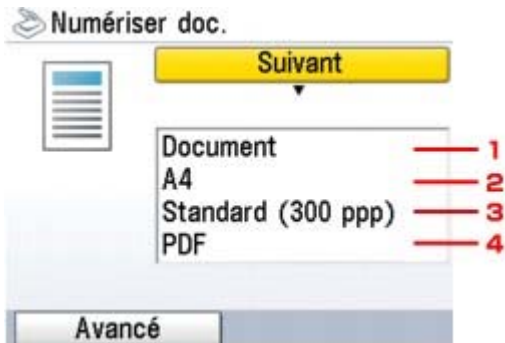 Numériser doc.
Suivant
Document 1
A4 2
Standard (300 ppp) 3
PDF 4
Avancé